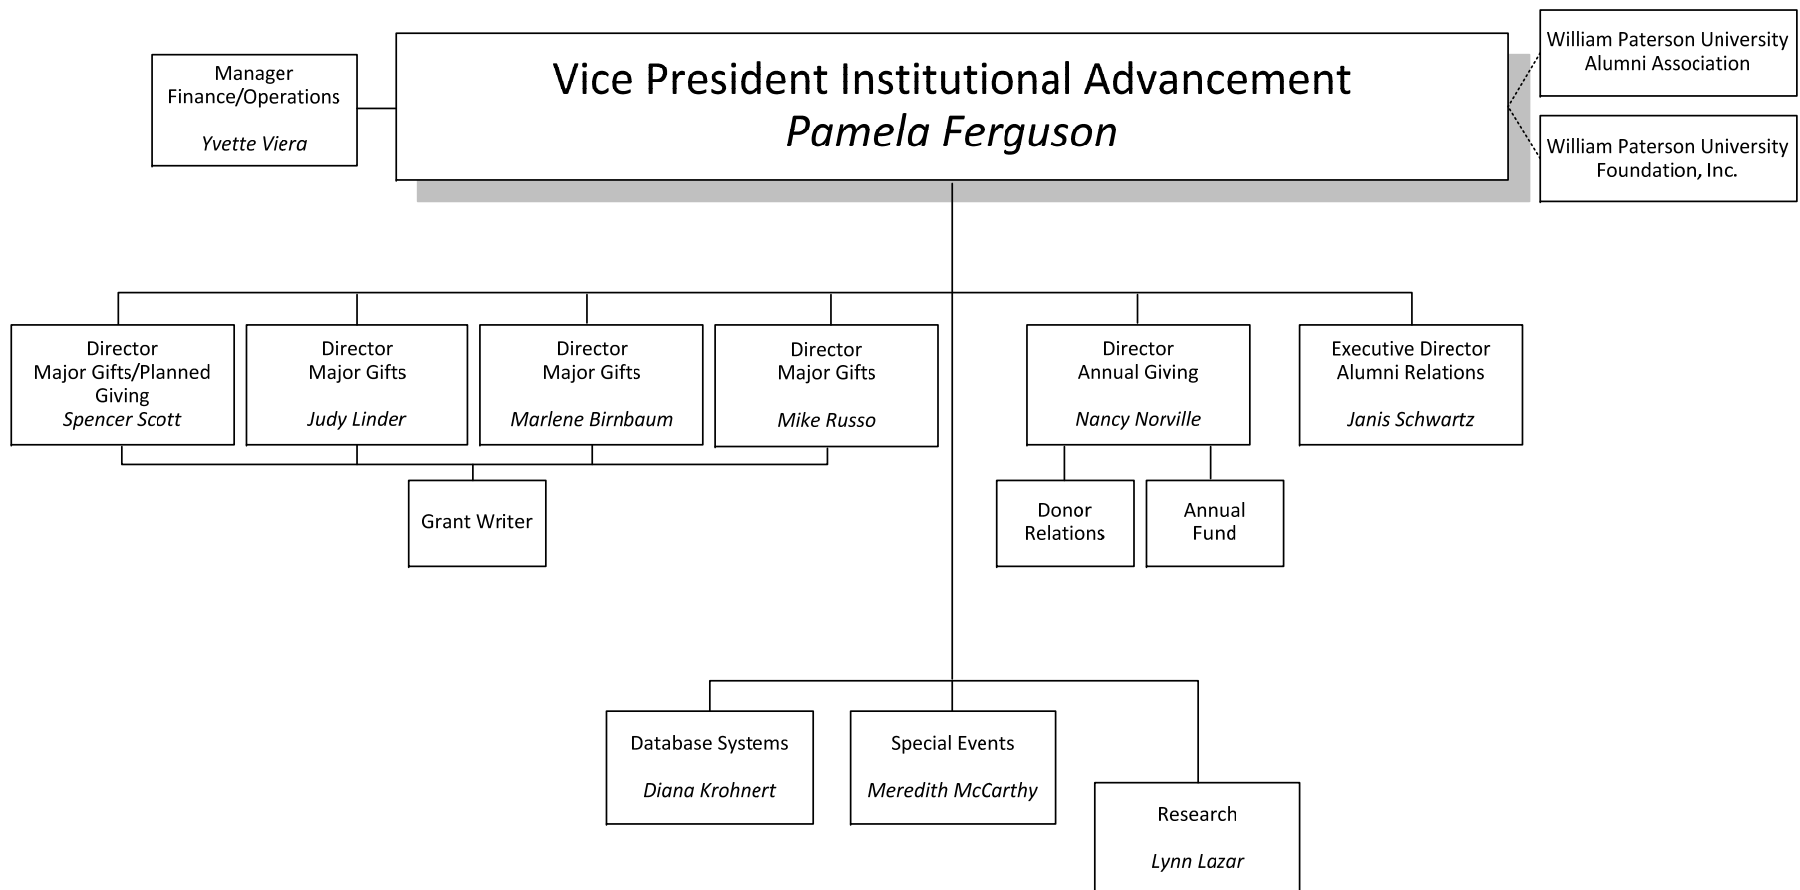 Manager
Finance/Operations
Yvette Viera
Vice President Institutional Advancement
Pamela Ferguson
William Paterson University
Alumni Association
William Paterson University
Foundation, Inc.
Director
Major Gifts/Planned
Giving
Spencer Scott
Director
Major Gifts
Judy Linder
Director
Major Gifts
Marlene Birnbaum
Director
Major Gifts
Mike Russo
Director
Annual Giving
Nancy Norville
Executive Director
Alumni Relations
Janis Schwartz
Grant Writer
Donor
Relations
Annual
Fund
Database Systems
Diana Krohnert
Special Events
Meredith McCarthy
Research
Lynn Lazar